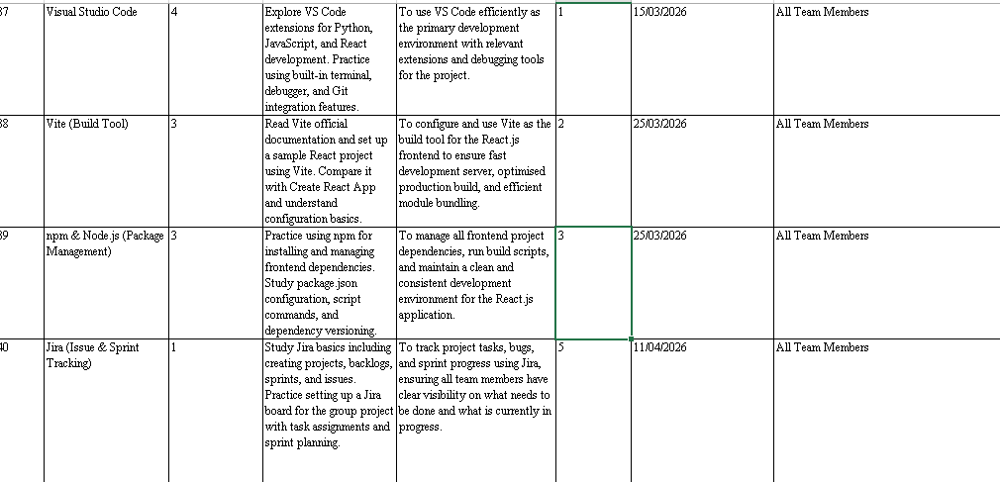 37
Visual Studio Code
4
Explore VS Code
extensions for Python,
JavaScript, and React
development. Practice
using built-in terminal,
debugger, and Git
integration features.
To use VS Code efficiently as
the primary development
environment with relevant
extensions and debugging tools
for the project.
1
15/03/2026
All Team Members
38
Vite (Build Tool)
3
Read Vite official
documentation and set up
a sample React project
using Vite. Compare it
with Create React App
and understand
configuration basics.
To configure and use Vite as the
build tool for the React.js
frontend to ensure fast
development server, optimised
production build, and efficient
module bundling.
2
25/03/2026
All Team Members
39
npm & Node.js (Package
Management)
3
Practice using npm for
installing and managing
frontend dependencies.
Study package.json
configuration, script
commands, and
dependency versioning.
To manage all frontend project
dependencies, run build scripts,
and maintain a clean and
consistent development
environment for the React.js
application.
3
25/03/2026
All Team Members
40
Jira (Issue & Sprint
Tracking)
1
Study Jira basics including
creating projects, backlogs,
sprints, and issues.
Practice setting up a Jira
board for the group project
with task assignments and
sprint planning.
To track project tasks, bugs,
and sprint progress using Jira,
ensuring all team members have
clear visibility on what needs to
be done and what is currently in
progress.
5
11/04/2026
All Team Members